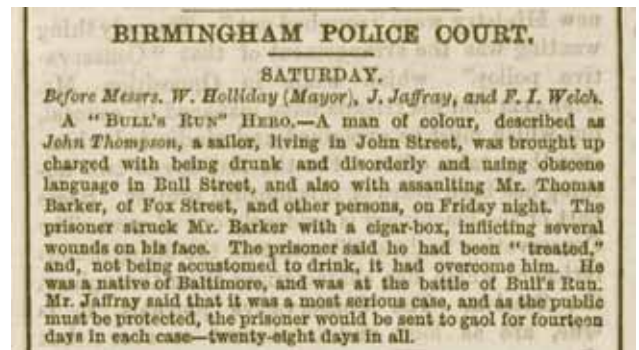 BIRMINGHAM POLICE COURT.
SATURDAY.
Before Messrs. W. Holliday (Mayor), J. Jaffray, and F. I. Welch.
A "BULL'S RUN" HERO.—A man of colour, described as
John Thompson, a sailor, living in John Street, was brought up
charged with being drunk and disorderly and using obscene
language in Bull Street, and also with assaulting Mr. Thomas
Barker, of Fox Street, and other persons, on Friday night. The
prisoner struck Mr. Barker with a cigar-box, inflicting several
wounds on his face. The prisoner said he had been "treated,"
and, not being accustomed to drink, it had overcome him. He
was a native of Baltimore, and was at the battle of Bull's Run.
Mr. Jaffray said that it was a most serious case, and as the public
must be protected, the prisoner would be sent to gaol for fourteen
days in each case—twenty-eight days in all.